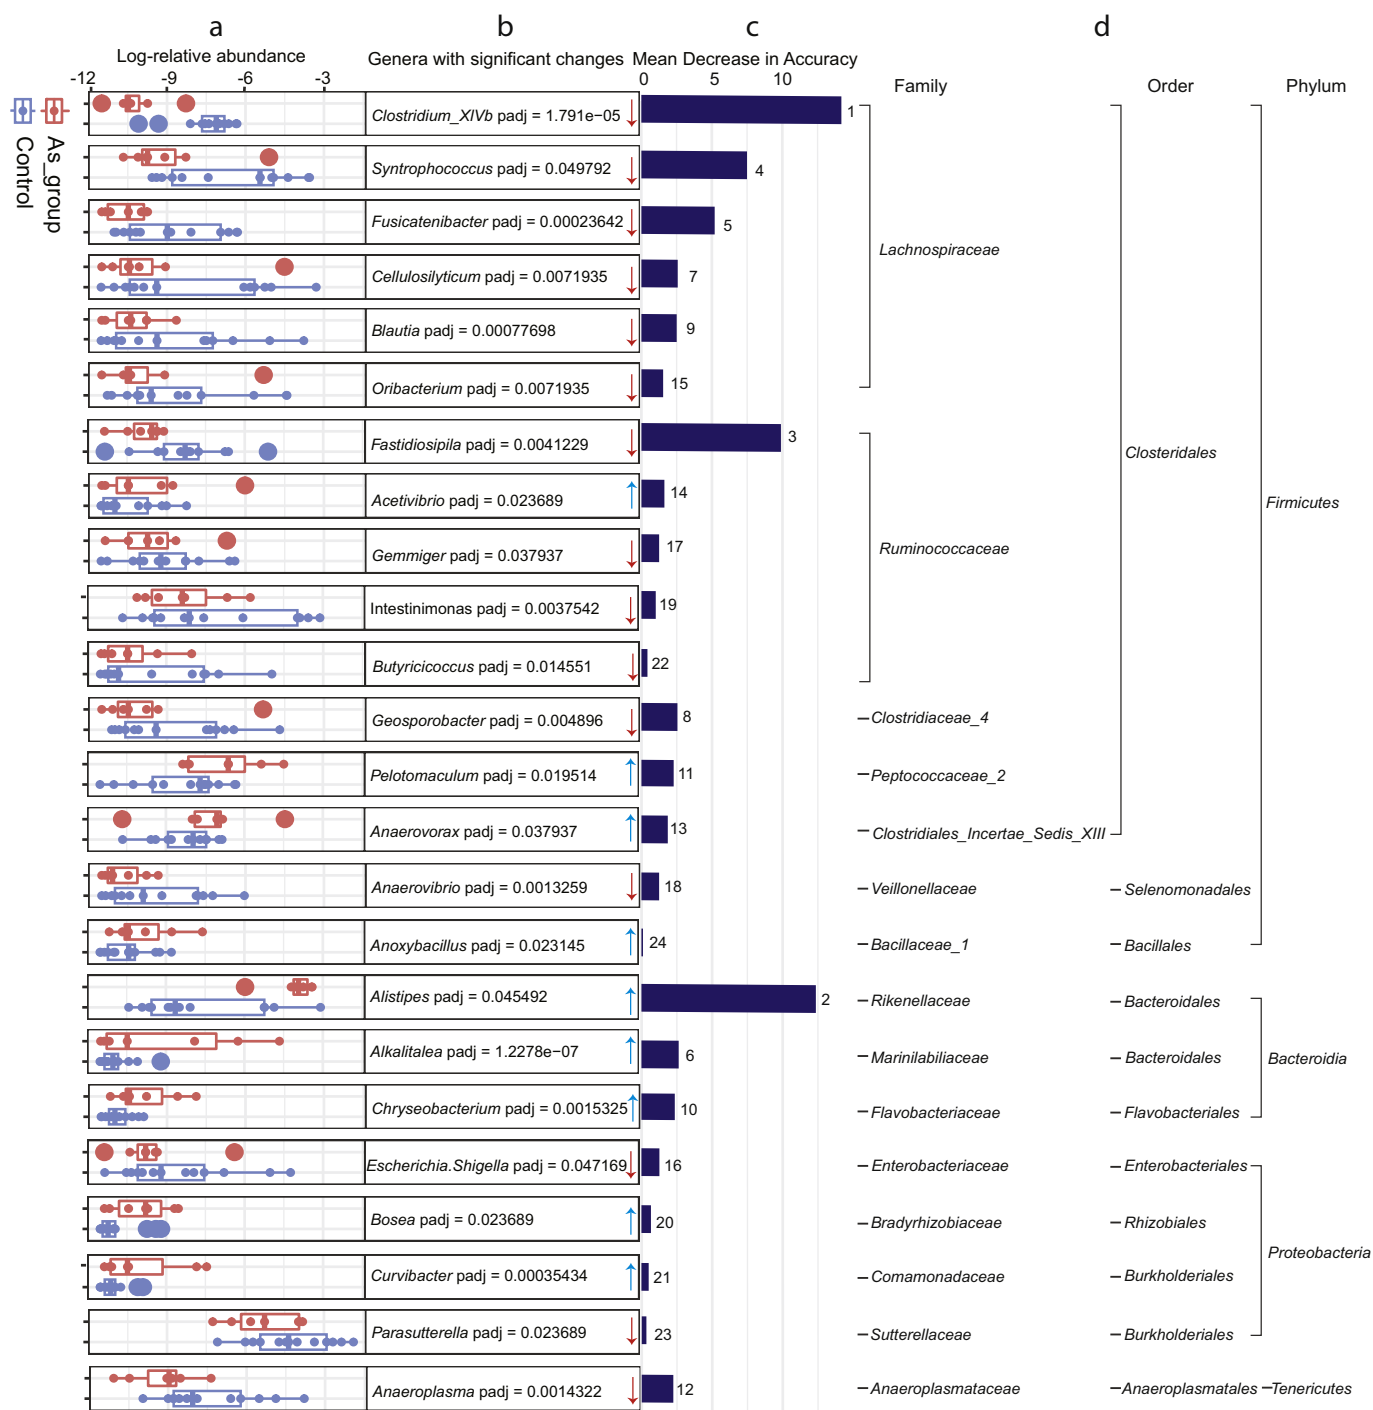 a b c d
Log-relative abundance Genera with significant changes Mean Decrease in Accuracy
-12 -9 -6 -3 0 5 10 Family Order Phylum
As_group
Control
Clostridium_XIVb padj = 1.791e−05 1
Syntrophococcus padj = 0.049792 4
Fusicatenibacter padj = 0.00023642 5
Lachnospiraceae
Cellulosilyticum padj = 0.0071935 7
Blautia padj = 0.00077698 9
Oribacterium padj = 0.0071935 15
Fastidiosipila padj = 0.0041229 3
Closteridales
Acetivibrio padj = 0.023689 14
Firmicutes
Gemmiger padj = 0.037937 17
Ruminococcaceae
Intestinimonas padj = 0.0037542 19
Butyricicoccus padj = 0.014551 22
Geosporobacter padj = 0.004896 8 Clostridiaceae_4
Pelotomaculum padj = 0.019514 11 Peptococcaceae_2
Anaerovorax padj = 0.037937 13 Clostridiales_Incertae_Sedis_XIII
Anaerovibrio padj = 0.0013259 18 Veillonellaceae Selenomonadales
Anoxybacillus padj = 0.023145 24 Bacillaceae_1 Bacillales
Alistipes padj = 0.045492 2 Rikenellaceae Bacteroidales
Alkalitalea padj = 1.2278e−07 6 Marinilabiliaceae Bacteroidales Bacteroidia
Chryseobacterium padj = 0.0015325 10 Flavobacteriaceae Flavobacteriales
Escherichia.Shigella padj = 0.047169 16 Enterobacteriaceae Enterobacteriales
Bosea padj = 0.023689 20 Bradyrhizobiaceae Rhizobiales
Proteobacteria
Curvibacter padj = 0.00035434 21 Comamonadaceae Burkholderiales
Parasutterella padj = 0.023689 23 Sutterellaceae Burkholderiales
Anaeroplasma padj = 0.0014322 12 Anaeroplasmataceae Anaeroplasmatales Tenericutes